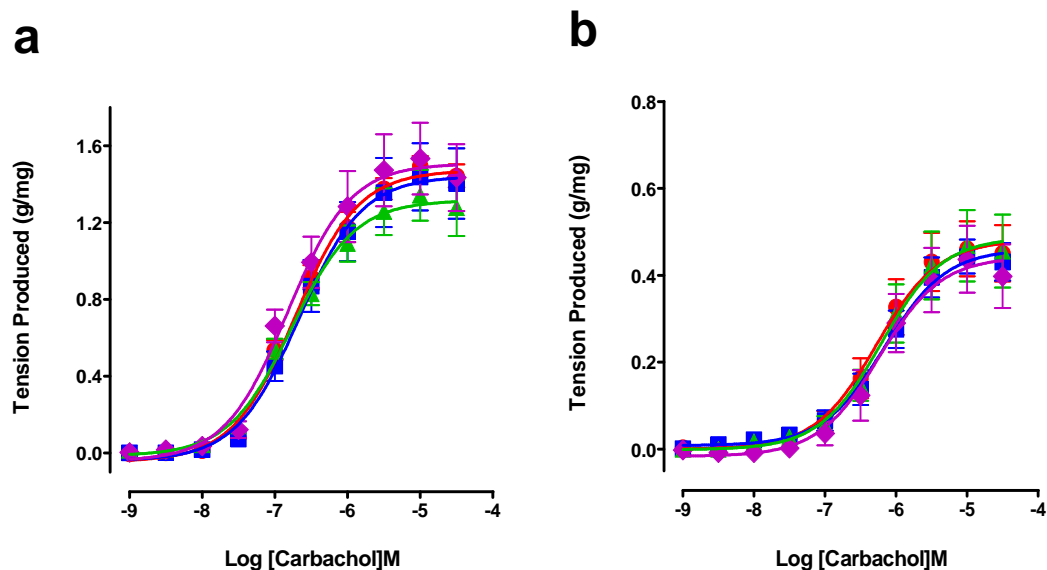 a
Tension Produced (g/mg)
1.6
1.2
0.8
0.4
0.0
-9 -8 -7 -6 -5 -4
Log [Carbachol]M
b
Tension Produced (g/mg)
0.8
0.6
0.4
0.2
0.0
-9 -8 -7 -6 -5 -4
Log [Carbachol]M